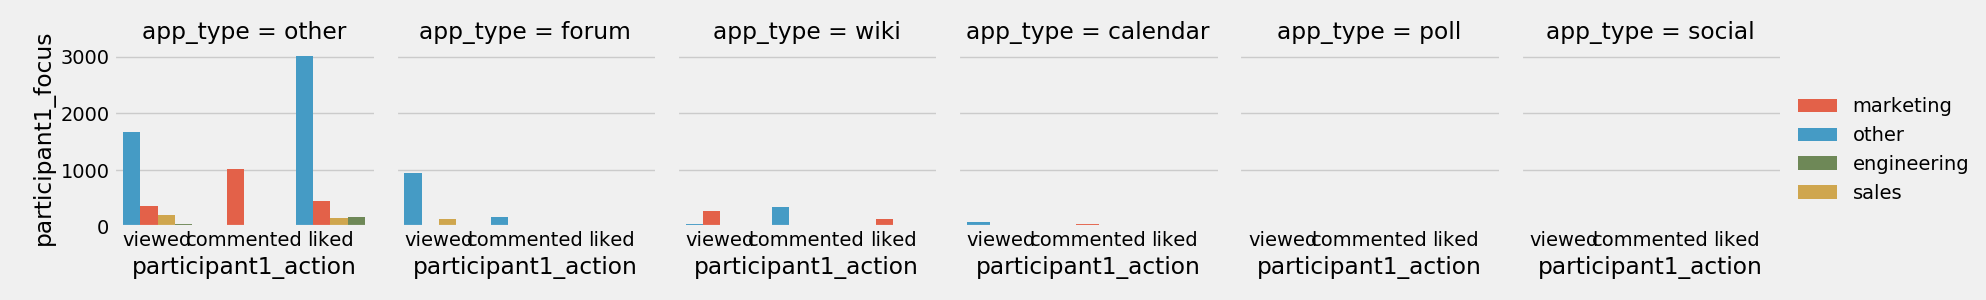 app_type = other app_type = forum app_type = wiki app_type = calendar app_type = poll app_type = social
participant1_focus
3000
2000
1000
0
viewed commented liked viewed commented liked viewed commented liked viewed commented liked viewed commented liked viewed commented liked
participant1_action participant1_action participant1_action participant1_action participant1_action participant1_action
marketing
other
engineering
sales